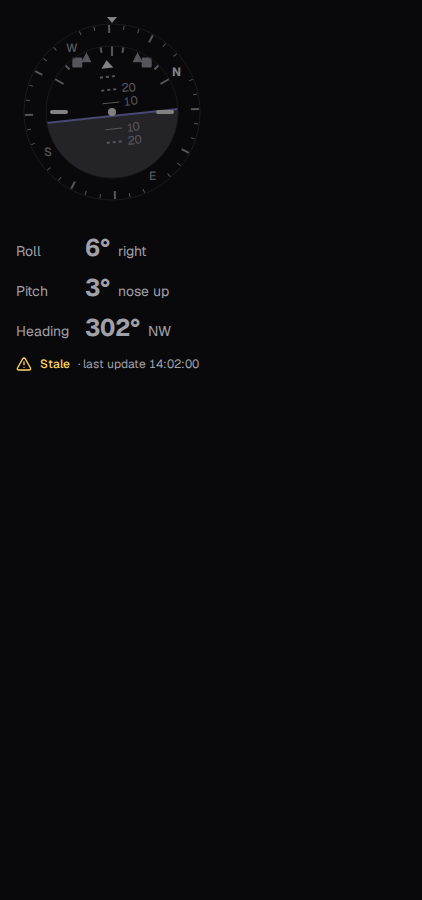 W
N
20
10
10
20
S
E
Roll 6° right
Pitch 3° nose up
Heading 302° NW
Stale · last update 14:02:00